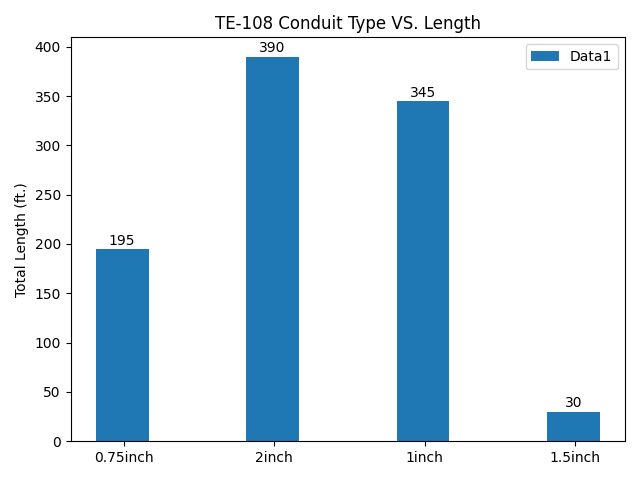 TE-108 Conduit Type VS. Length
Data1
Total Length (ft.)
400
350
300
250
200
150
100
50
0
195
390
345
30
0.75inch
2inch
1inch
1.5inch